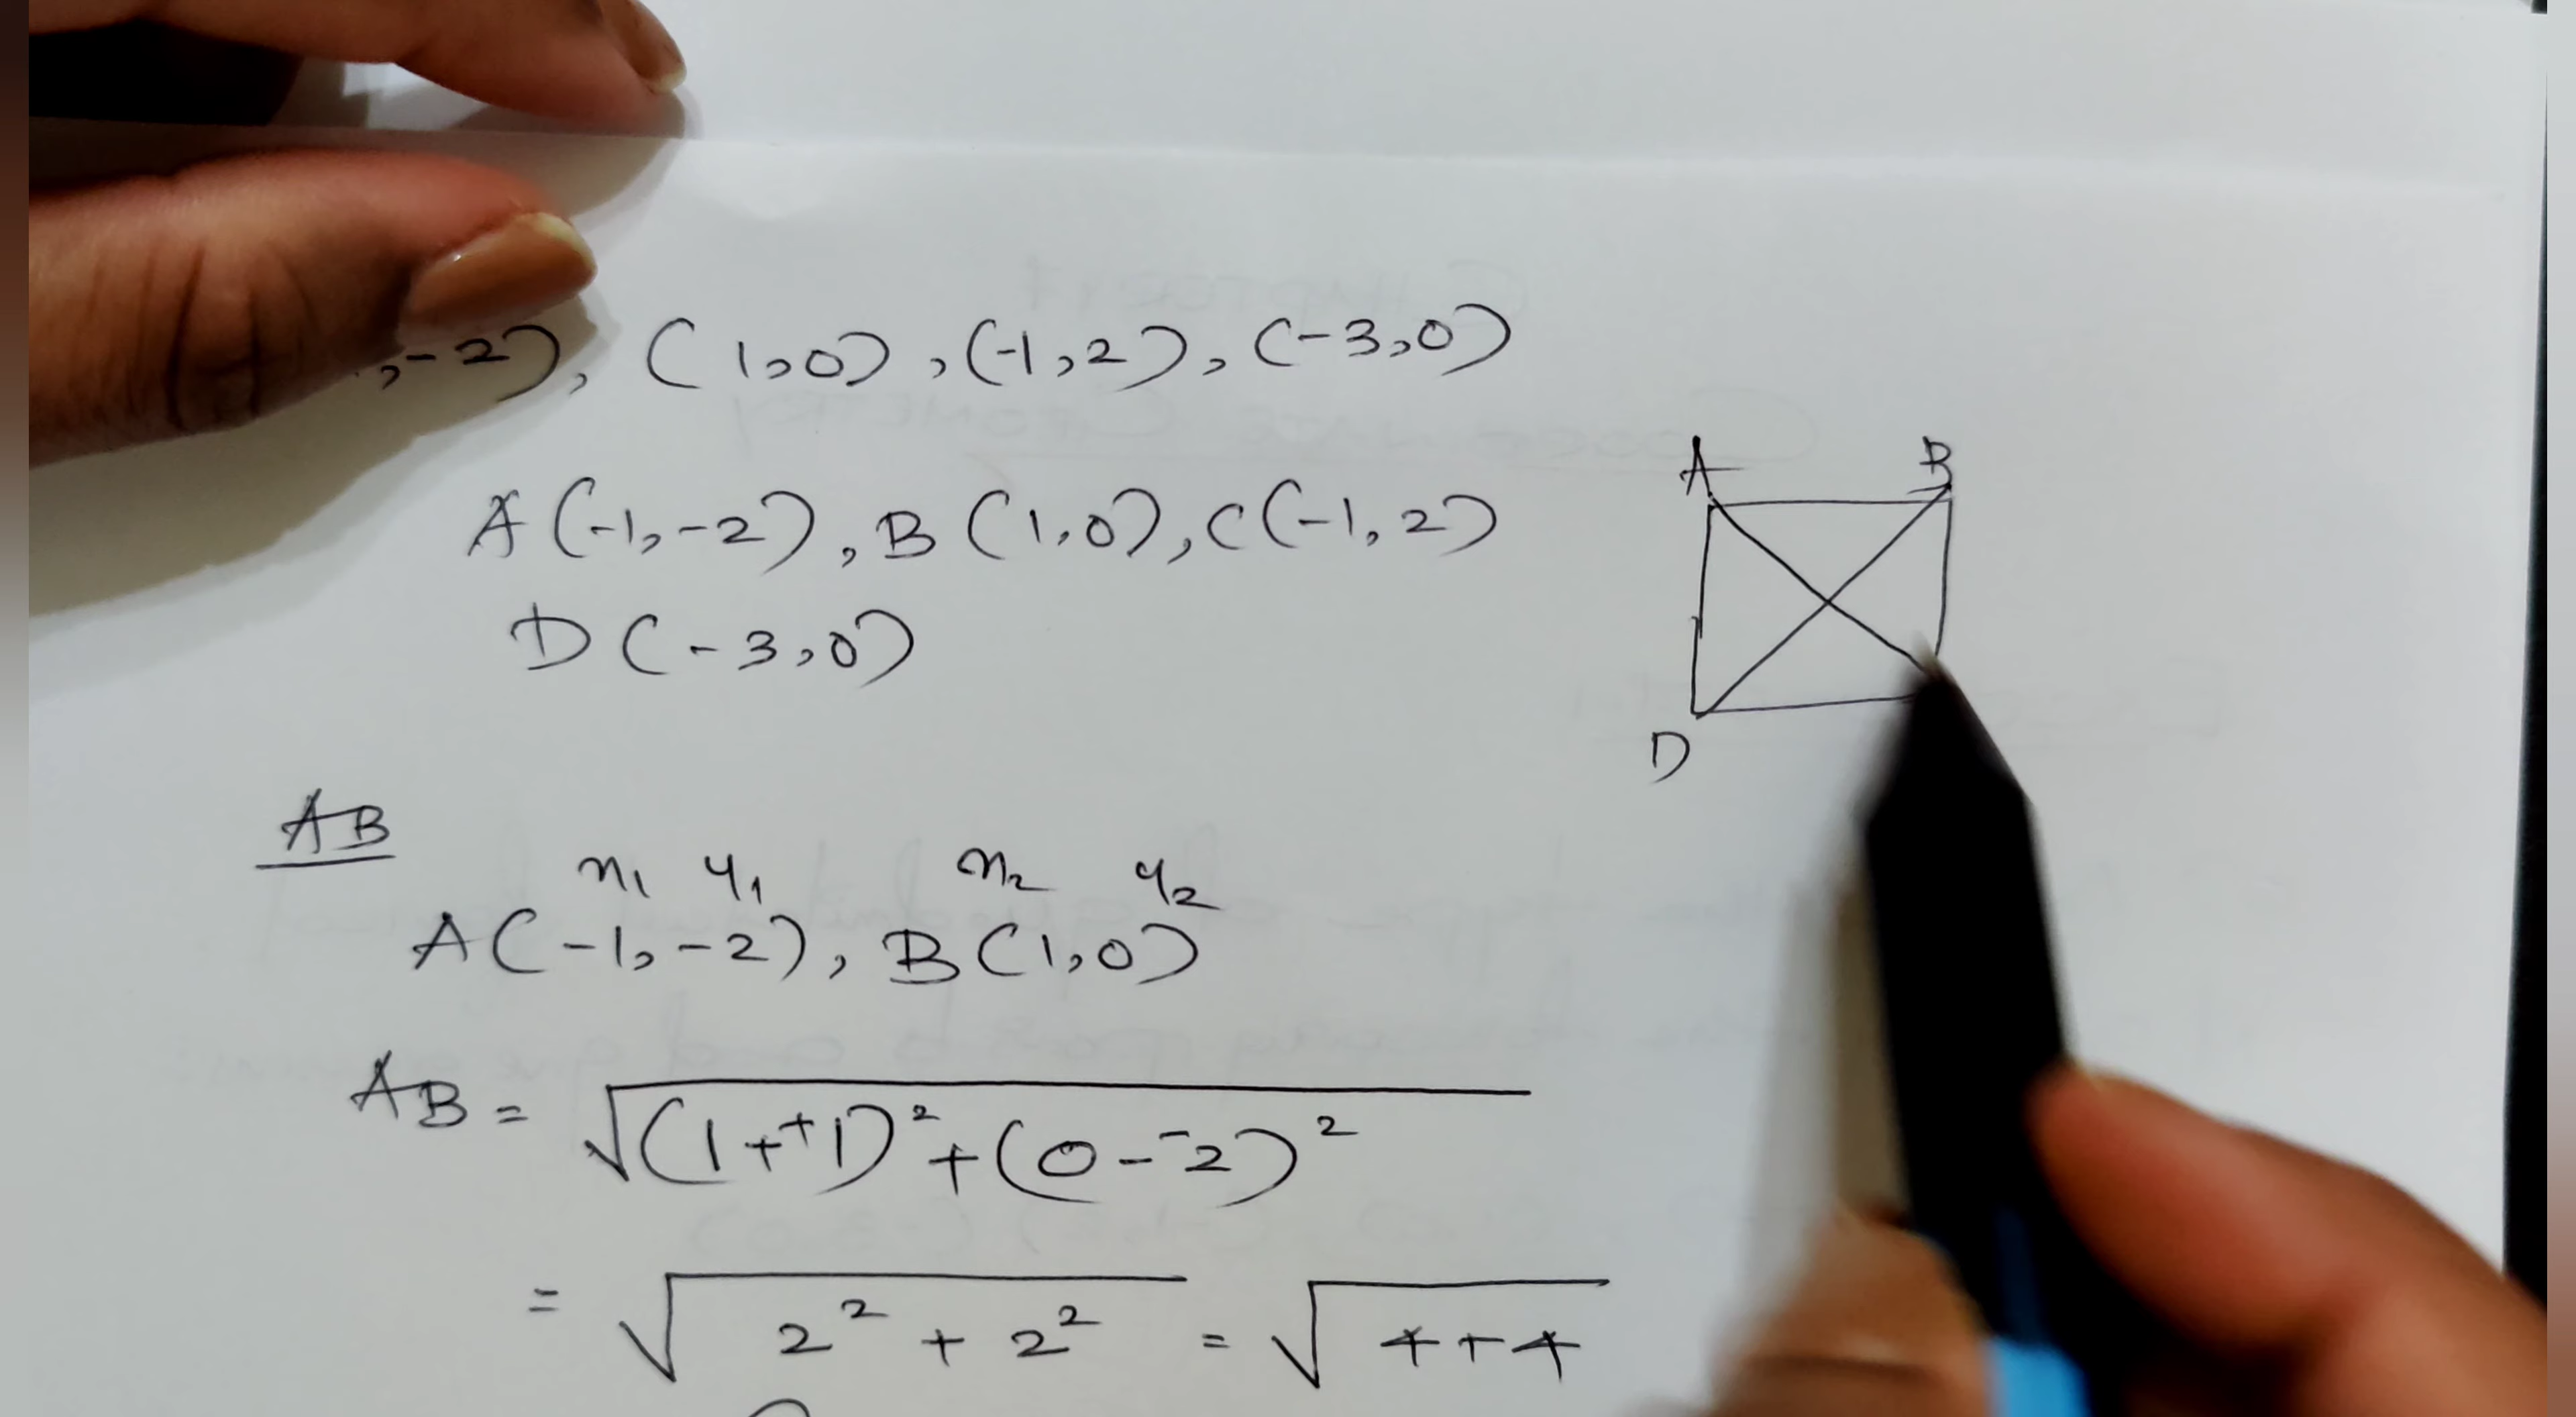 ,-2), (1,0), (-1,2), (-3,0)
A(-1,-2), B(1,0), C(-1,2)
D(-3,0)
A B
D
AB
x1 y1 x2 y2
A(-1,-2), B(1,0)
AB = √(1++1)² + (0--2)²
= √2² + 2² = √4+4